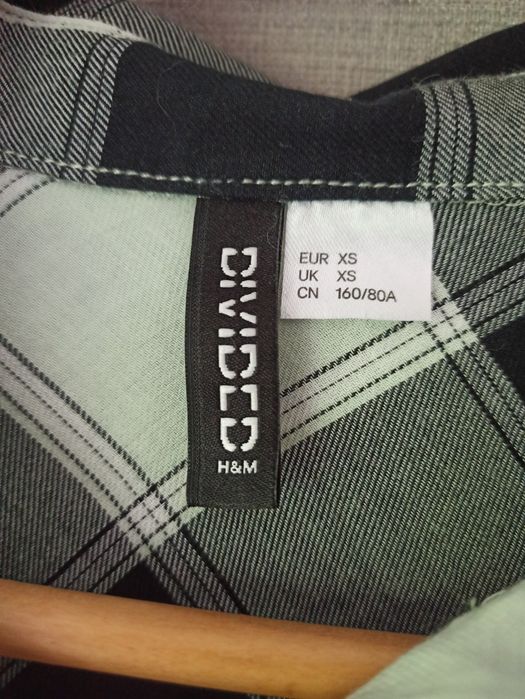 DIVIDED
H&M
EUR XS
UK XS
CN 160/80A